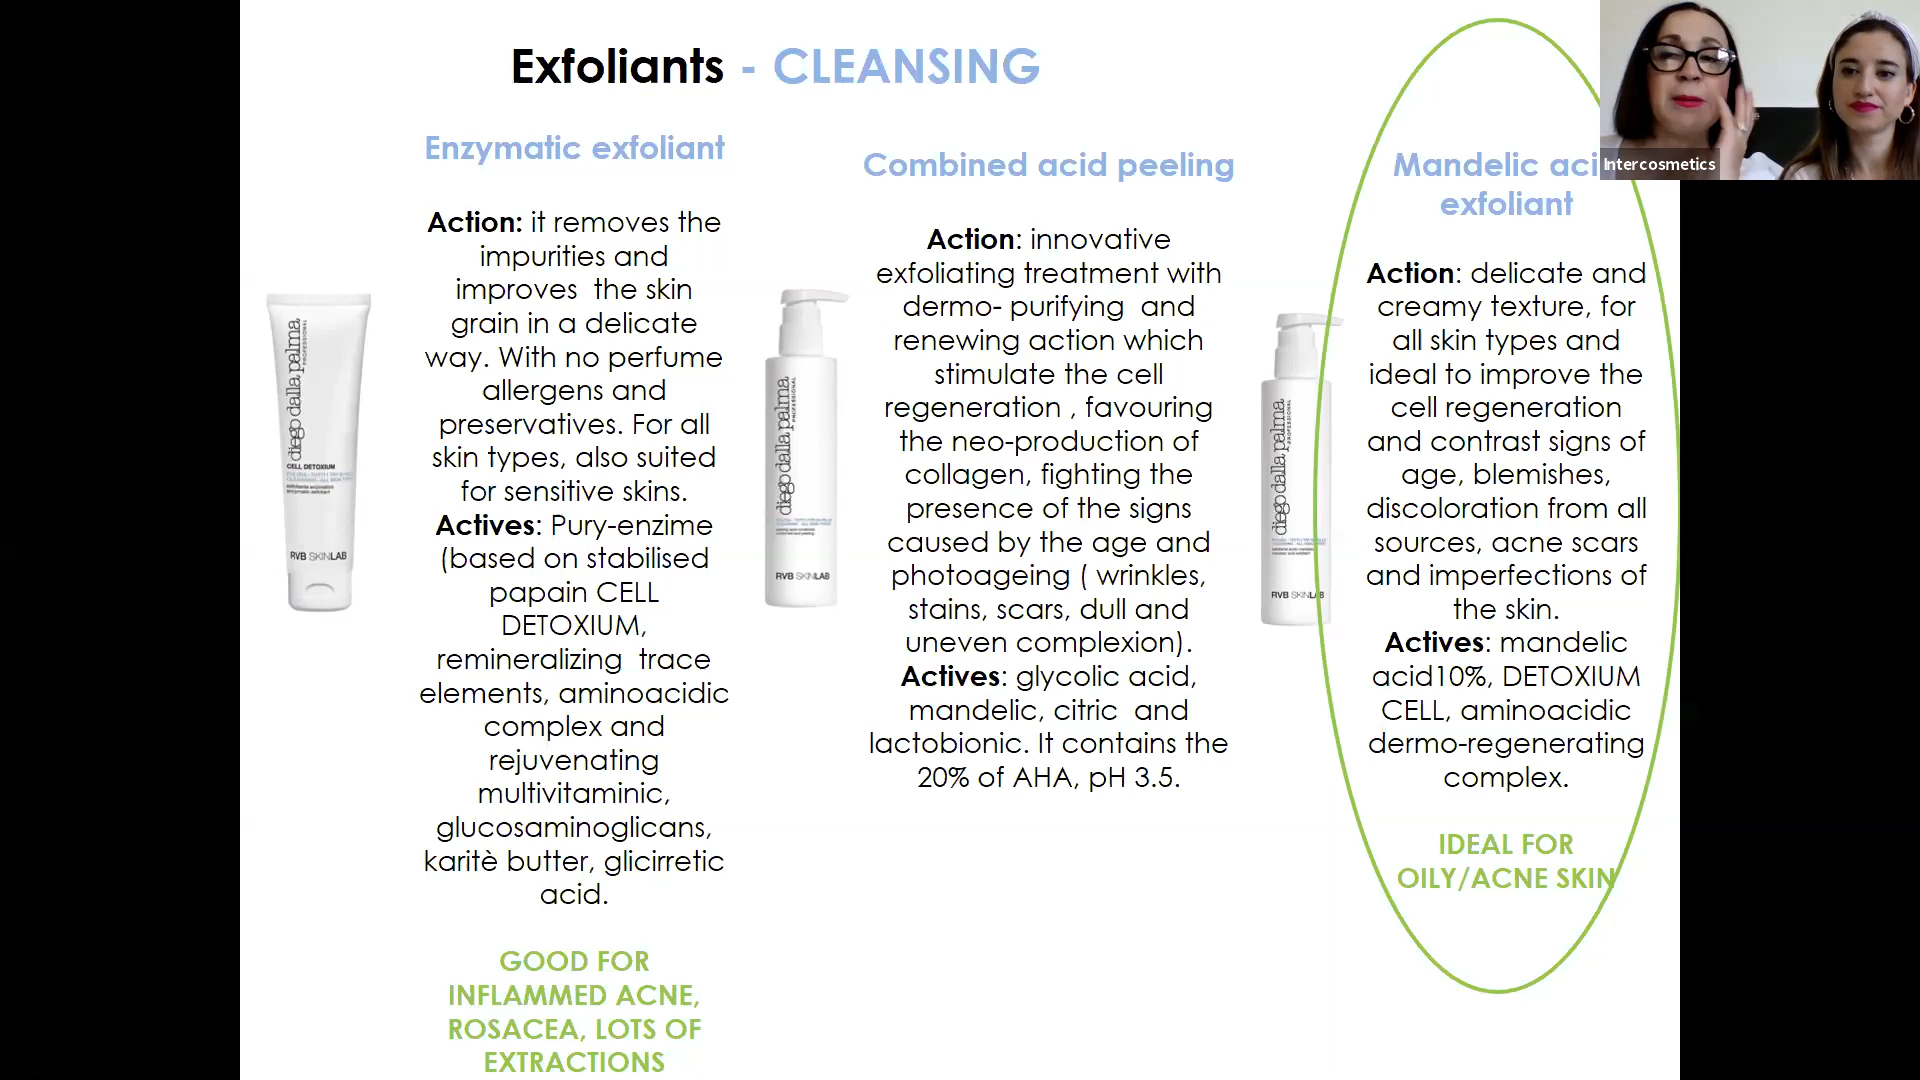 Exfoliants - CLEANSING
Enzymatic exfoliant
Action: it removes the
impurities and
improves the skin
grain in a delicate
way. With no perfume
allergens and
preservatives. For all
skin types, also suited
for sensitive skins.
Actives: Pury-enzime
(based on stabilised
papain CELL
DETOXIUM,
remineralizing trace
elements, aminoacidic
complex and
rejuvenating
multivitaminic,
glucosaminoglicans,
karitè butter, glicirretic
acid.
GOOD FOR
INFLAMMED ACNE,
ROSACEA, LOTS OF
EXTRACTIONS
diego dalla palma
PROFESSIONAL
CELL DETOXIUM
RVB SKINLAB
Combined acid peeling
Action: innovative
exfoliating treatment with
dermo- purifying and
renewing action which
stimulate the cell
regeneration , favouring
the neo-production of
collagen, fighting the
presence of the signs
caused by the age and
photoageing ( wrinkles,
stains, scars, dull and
uneven complexion).
Actives: glycolic acid,
mandelic, citric and
lactobionic. It contains the
20% of AHA, pH 3.5.
diego dalla palma
PROFESSIONAL
RVB SKINLAB
Mandelic aci
exfoliant
Action: delicate and
creamy texture, for
all skin types and
ideal to improve the
cell regeneration
and contrast signs of
age, blemishes,
discoloration from all
sources, acne scars
and imperfections of
the skin.
Actives: mandelic
acid10%, DETOXIUM
CELL, aminoacidic
dermo-regenerating
complex.
IDEAL FOR
OILY/ACNE SKIN
diego dalla palma
PROFESSIONAL
RVB SKINLAB
Intercosmetics